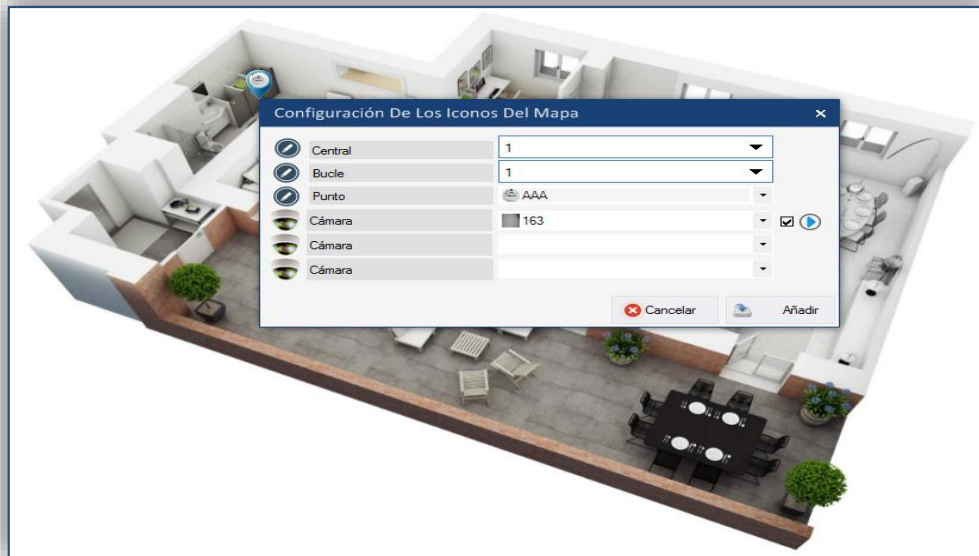 Configuración De Los Iconos Del Mapa
Central 1
Bucle 1
Punto AAA
Cámara 163
Cámara
Cámara
Cancelar Añadir